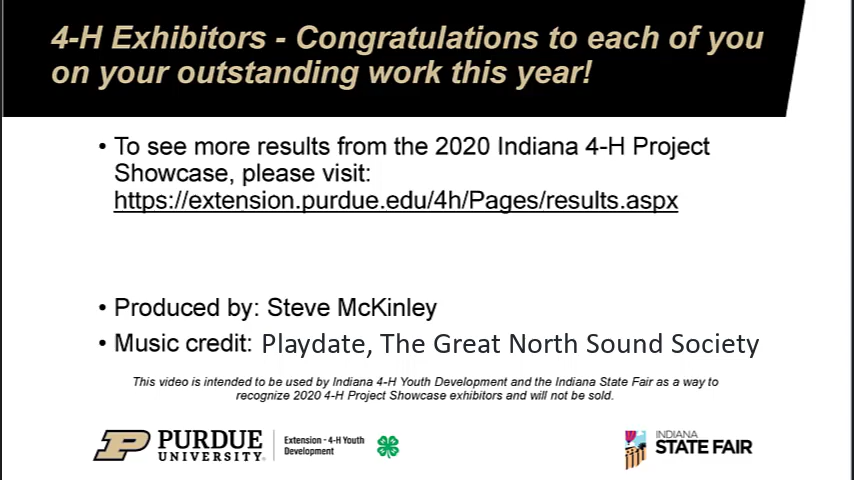 4-H Exhibitors - Congratulations to each of you
on your outstanding work this year!
• To see more results from the 2020 Indiana 4-H Project
Showcase, please visit:
https://extension.purdue.edu/4h/Pages/results.aspx
• Produced by: Steve McKinley
• Music credit: Playdate, The Great North Sound Society
This video is intended to be used by Indiana 4-H Youth Development and the Indiana State Fair as a way to
recognize 2020 4-H Project Showcase exhibitors and will not be sold.
PURDUE
UNIVERSITY
Extension - 4-H Youth
Development
INDIANA
STATE FAIR